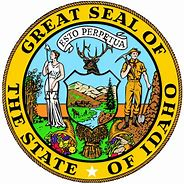 GREAT SEAL OF
THE STATE OF IDAHO
ESTO PERPETUA